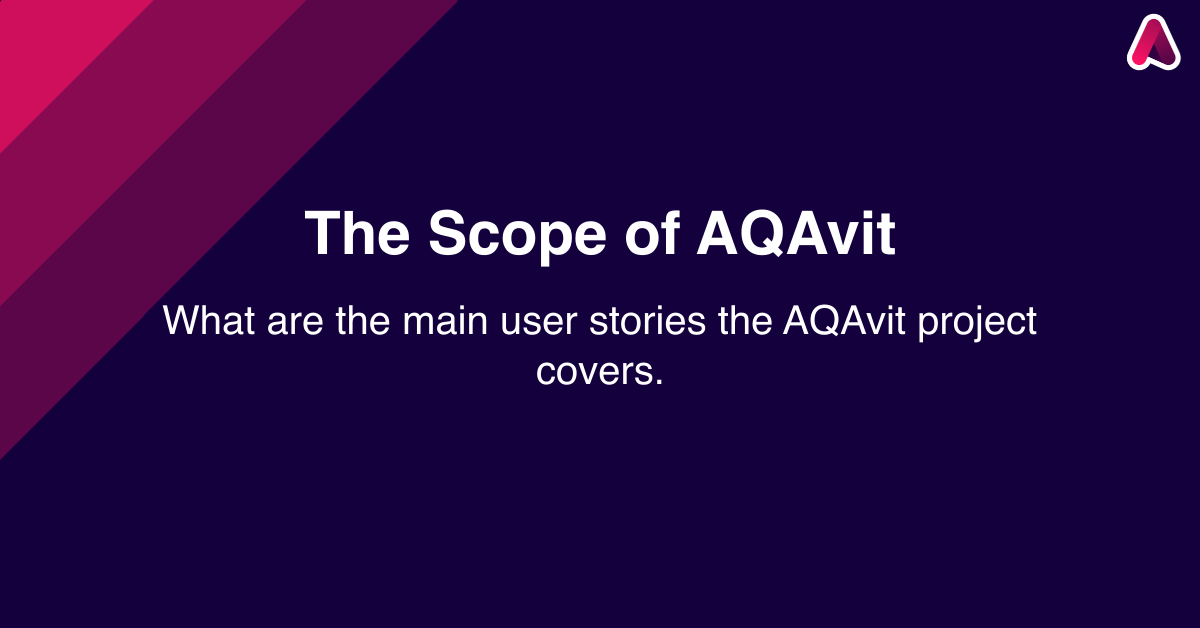 The Scope of AQAvit
What are the main user stories the AQAvit project
covers.